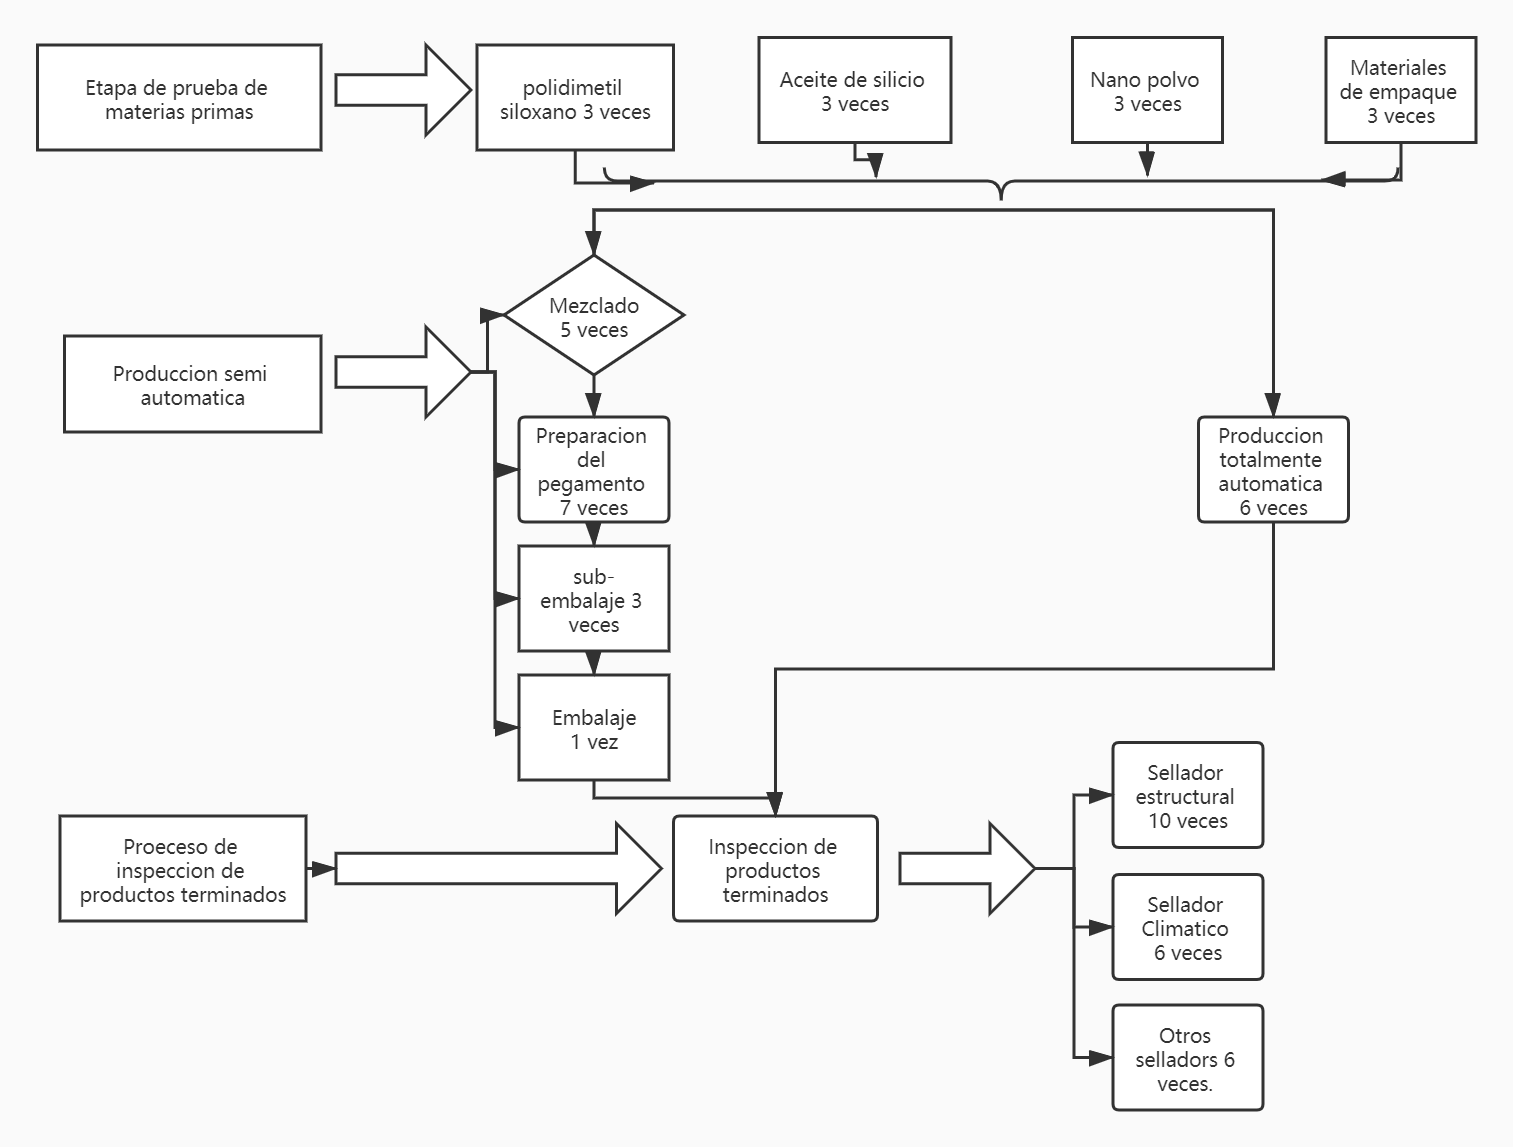 Etapa de prueba de
materias primas
polidimetil
siloxano 3 veces
Aceite de silicio
3 veces
Nano polvo
3 veces
Materiales
de empaque
3 veces
Mezclado
5 veces
Produccion semi
automatica
Preparacion
del
pegamento
7 veces
Produccion
totalmente
automatica
6 veces
sub-
embalaje 3
veces
Embalaje
1 vez
Proeceso de
inspeccion de
productos terminados
Inspeccion de
productos
terminados
Sellador
estructural
10 veces
Sellador
Climatico
6 veces
Otros
selladors 6
veces.